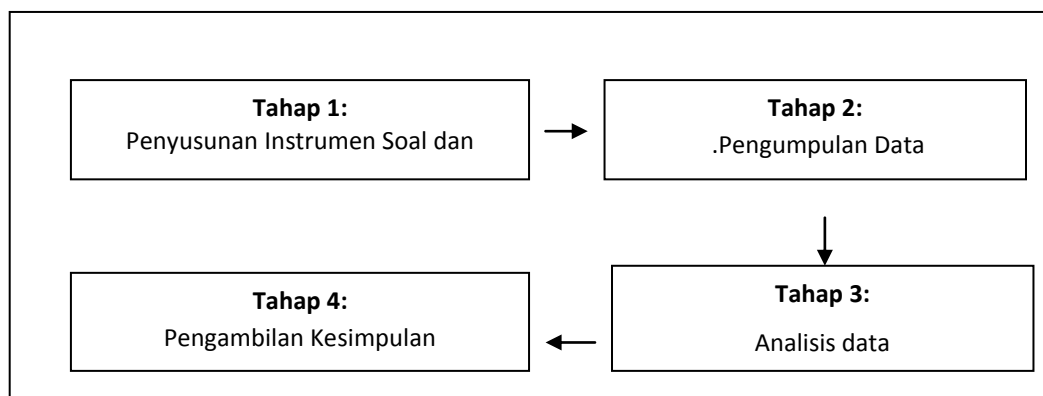 Tahap 1:
Penyusunan Instrumen Soal dan
Tahap 2:
.Pengumpulan Data
Tahap 3:
Analisis data
Tahap 4:
Pengambilan Kesimpulan